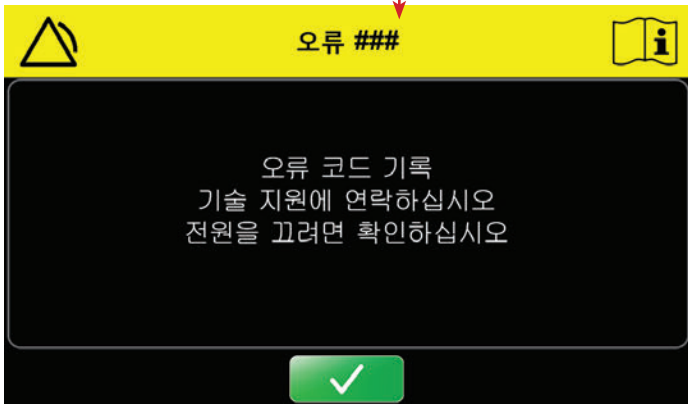 오류 ###
i
오류 코드 기록
기술 지원에 연락하십시오
전원을 끄려면 확인하십시오